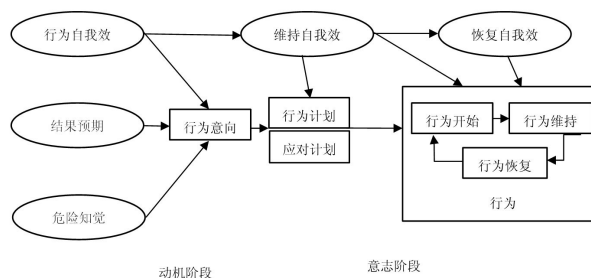 行为自我效
维持自我效
恢复自我效
结果预期
行为意向
行为计划
应对计划
行为开始
行为维持
行为恢复
行为
危险知觉
动机阶段
意志阶段